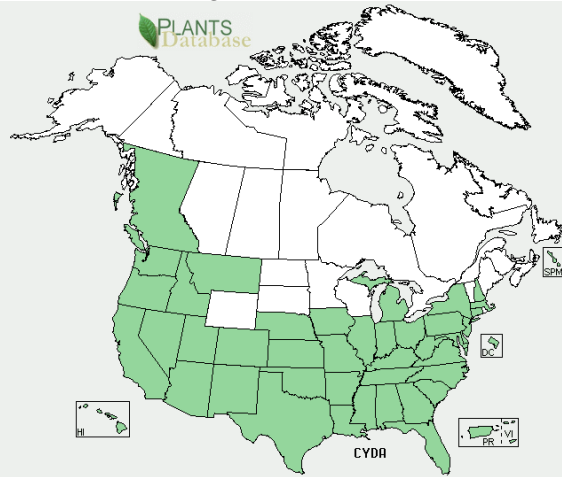 PLANTS
Database
SPM
DC
HI
PR
VI
CYDA